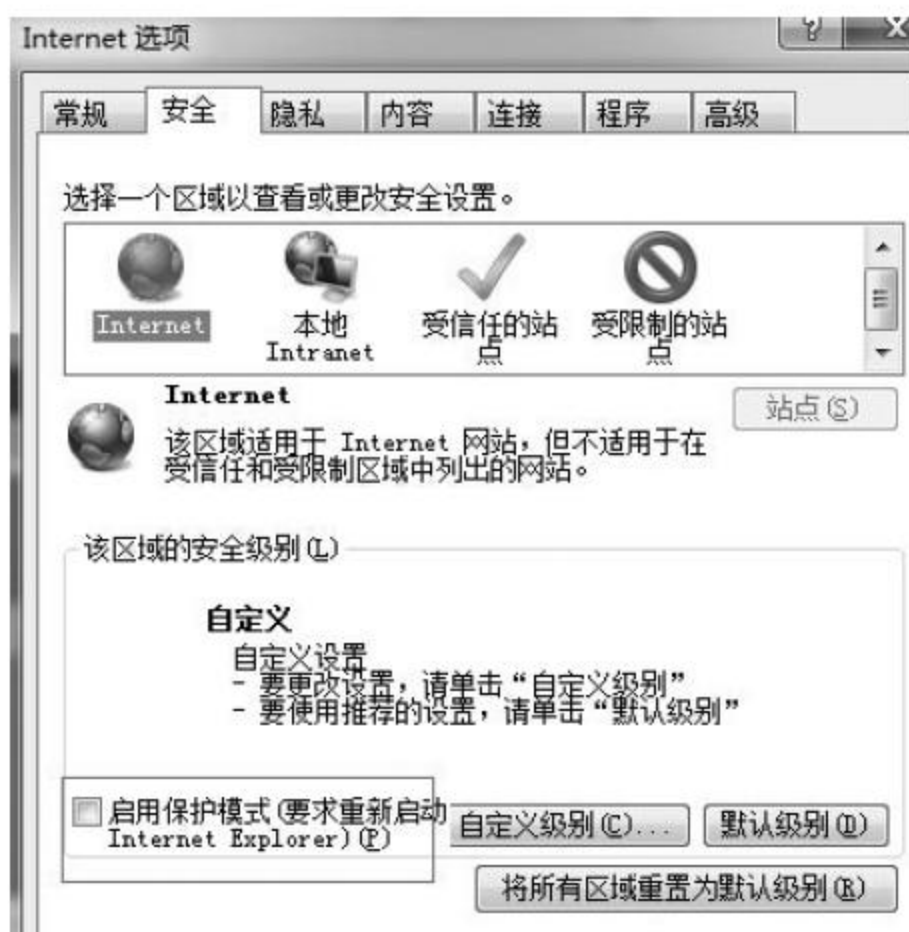 Internet 选项
? X
常规 安全 隐私 内容 连接 程序 高级
选择一个区域以查看或更改安全设置。
Internet 本地 Intranet 受信任的站点 受限制的站点
Internet
站点(S)
该区域适用于 Internet 网站，但不适用于在
受信任和受限制区域中列出的网站。
该区域的安全级别(L)
自定义
自定义设置
- 要更改设置，请单击“自定义级别”
- 要使用推荐的设置，请单击“默认级别”
启用保护模式(要求重新启动
Internet Explorer)(P)
自定义级别(C)... 默认级别(D)
将所有区域重置为默认级别(R)